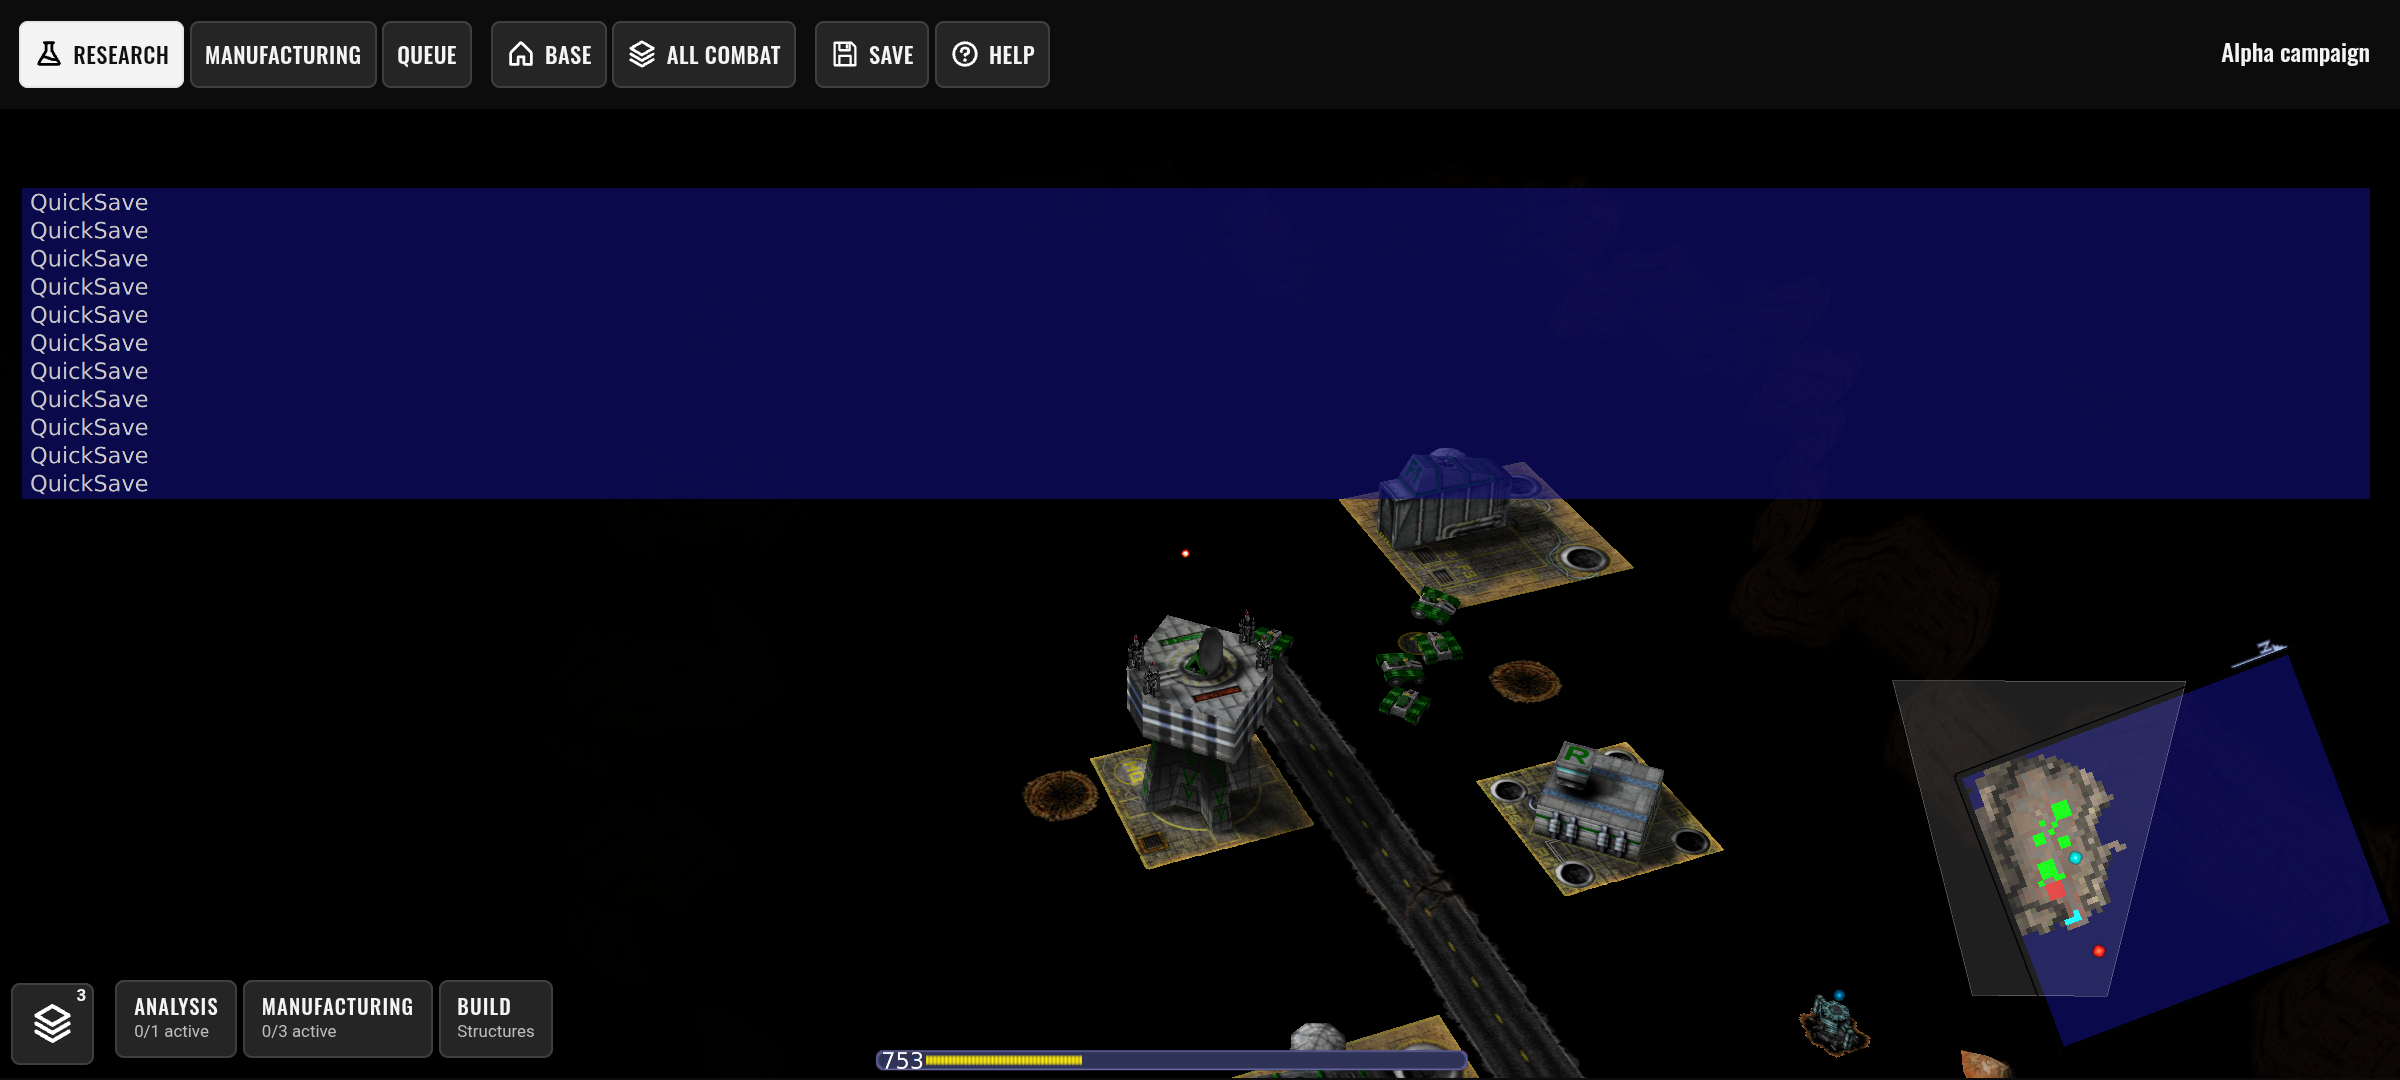 RESEARCH
MANUFACTURING
QUEUE
BASE
ALL COMBAT
SAVE
HELP
Alpha campaign
QuickSave
QuickSave
QuickSave
QuickSave
QuickSave
QuickSave
QuickSave
QuickSave
QuickSave
QuickSave
QuickSave
R
N
3
ANALYSIS
0/1 active
MANUFACTURING
0/3 active
BUILD
Structures
753